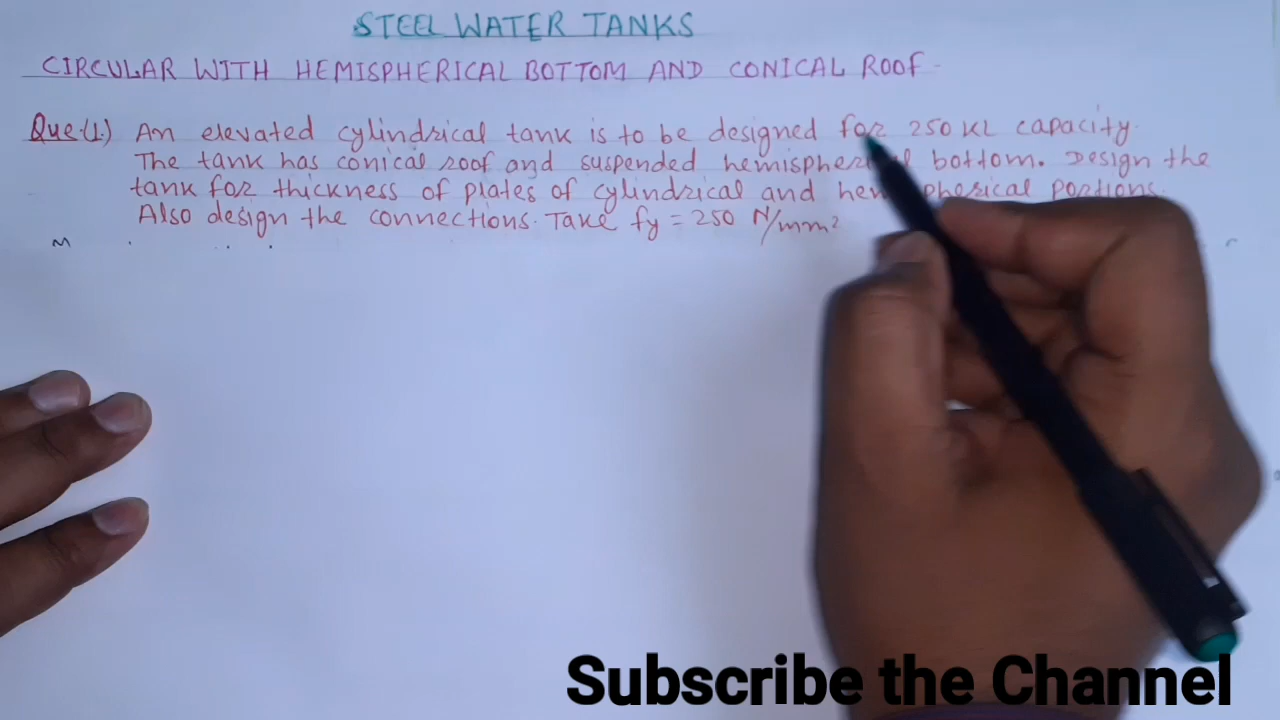 STEEL WATER TANKS
CIRCULAR WITH HEMISPHERICAL BOTTOM AND CONICAL ROOF
Que.(1.) An elevated cylindrical tank is to be designed for 250 KL capacity.
The tank has conical roof and suspended bottom. Design the
tank for thickness of plates of cylindrical and portions.
Also design the connections. Take fy = 250 N/mm²
Subscribe the Channel